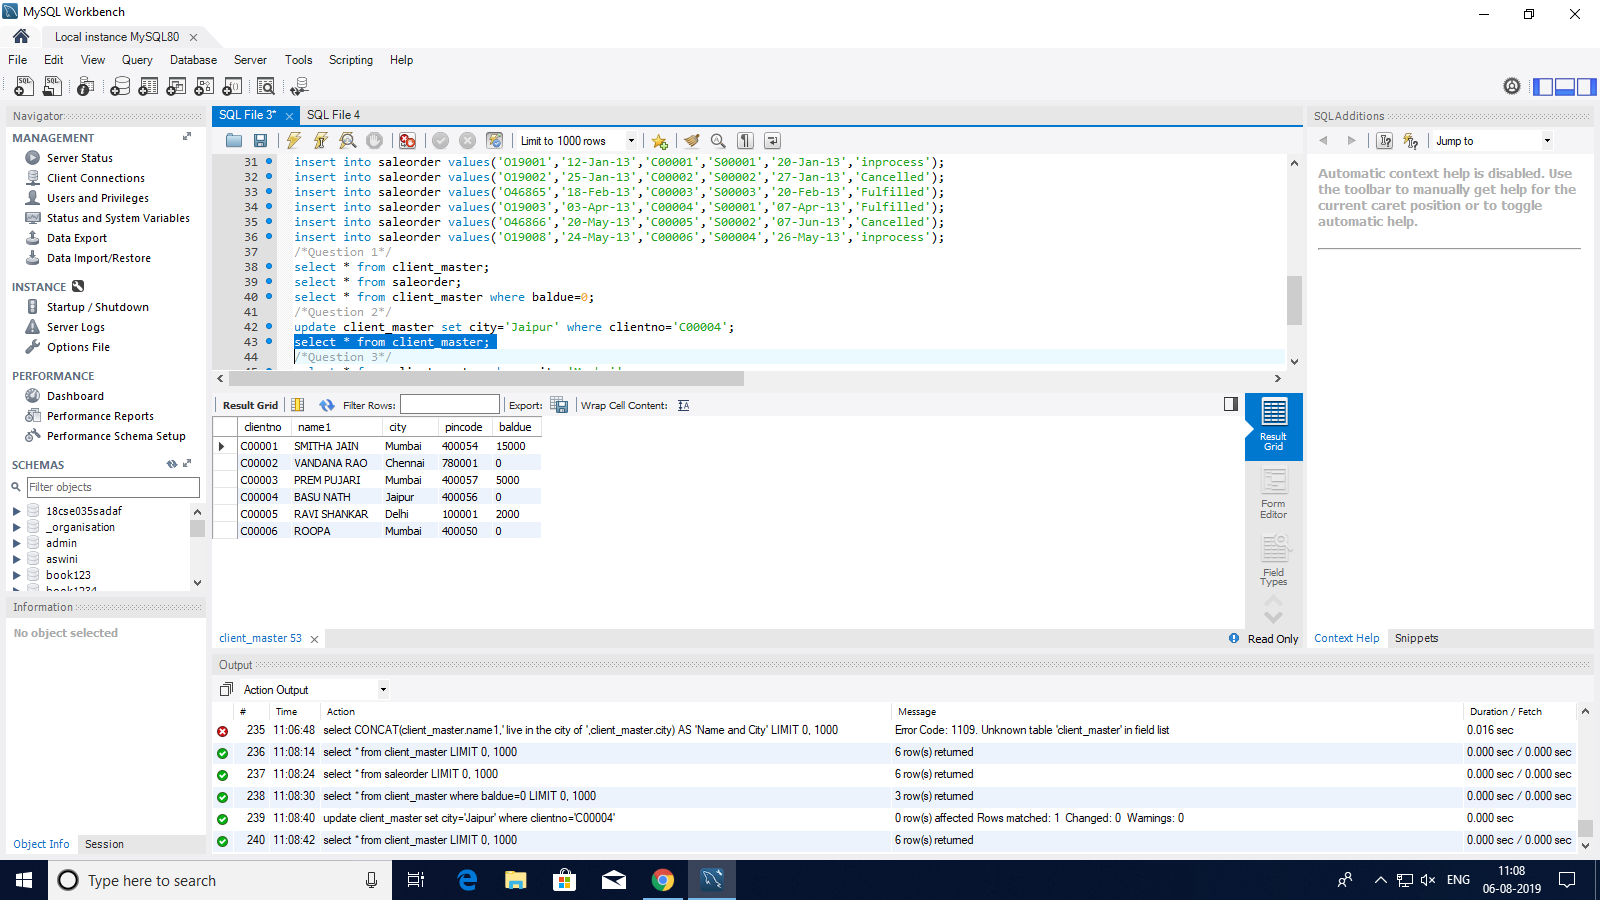 MySQL Workbench
Local instance MySQL80 ×
File Edit View Query Database Server Tools Scripting Help
Navigator
MANAGEMENT
Server Status
Client Connections
Users and Privileges
Status and System Variables
Data Export
Data Import/Restore
INSTANCE
Startup / Shutdown
Server Logs
Options File
PERFORMANCE
Dashboard
Performance Reports
Performance Schema Setup
SCHEMAS
Filter objects
18cse035sadaf
_organisation
admin
aswini
book123
book1234
Information
No object selected
Object Info Session
SQL File 3* × SQL File 4
Limit to 1000 rows
31 insert into saleorder values('O19001','12-Jan-13','C00001','S00001','20-Jan-13','inprocess');
32 insert into saleorder values('O19002','25-Jan-13','C00002','S00002','27-Jan-13','Cancelled');
33 insert into saleorder values('O46865','18-Feb-13','C00003','S00003','20-Feb-13','Fulfilled');
34 insert into saleorder values('O19003','03-Apr-13','C00004','S00001','07-Apr-13','Fulfilled');
35 insert into saleorder values('O46866','20-May-13','C00005','S00002','07-Jun-13','Cancelled');
36 insert into saleorder values('O19008','24-May-13','C00006','S00004','26-May-13','inprocess');
37 /*Question 1*/
38 select * from client_master;
39 select * from saleorder;
40 select * from client_master where baldue=0;
41 /*Question 2*/
42 update client_master set city='Jaipur' where clientno='C00004';
43 select * from client_master;
44 /*Question 3*/
Result Grid Filter Rows: Export: Wrap Cell Content:
clientno name1 city pincode baldue
C00001 SMITHA JAIN Mumbai 400054 15000
C00002 VANDANA RAO Chennai 780001 0
C00003 PREM PUJARI Mumbai 400057 5000
C00004 BASU NATH Jaipur 400056 0
C00005 RAVI SHANKAR Delhi 100001 2000
C00006 ROOPA Mumbai 400050 0
Result Grid
Form Editor
Field Types
client_master 53 ×
Read Only
SQLAdditions
Jump to
Automatic context help is disabled. Use
the toolbar to manually get help for the
current caret position or to toggle
automatic help.
Context Help Snippets
Output
Action Output
# Time Action Message Duration / Fetch
235 11:06:48 select CONCAT(client_master.name1,' live in the city of ',client_master.city) AS 'Name and City' LIMIT 0, 1000 Error Code: 1109. Unknown table 'client_master' in field list 0.016 sec
236 11:08:14 select * from client_master LIMIT 0, 1000 6 row(s) returned 0.000 sec / 0.000 sec
237 11:08:24 select * from saleorder LIMIT 0, 1000 6 row(s) returned 0.000 sec / 0.000 sec
238 11:08:30 select * from client_master where baldue=0 LIMIT 0, 1000 3 row(s) returned 0.000 sec / 0.000 sec
239 11:08:40 update client_master set city='Jaipur' where clientno='C00004' 0 row(s) affected Rows matched: 1 Changed: 0 Warnings: 0 0.000 sec
240 11:08:42 select * from client_master LIMIT 0, 1000 6 row(s) returned 0.000 sec / 0.000 sec
Type here to search
ENG
11:08
06-08-2019